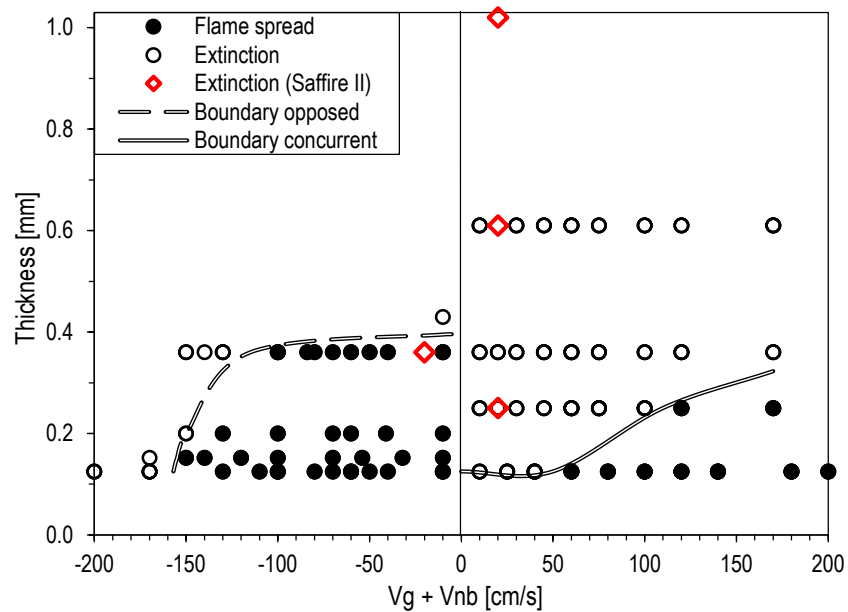 1.0
0.8
0.6
0.4
0.2
0.0
Thickness [mm]
Flame spread
Extinction
Extinction (Saffire II)
Boundary opposed
Boundary concurrent
-200
-150
-100
-50
0
50
100
150
200
Vg + Vnb [cm/s]